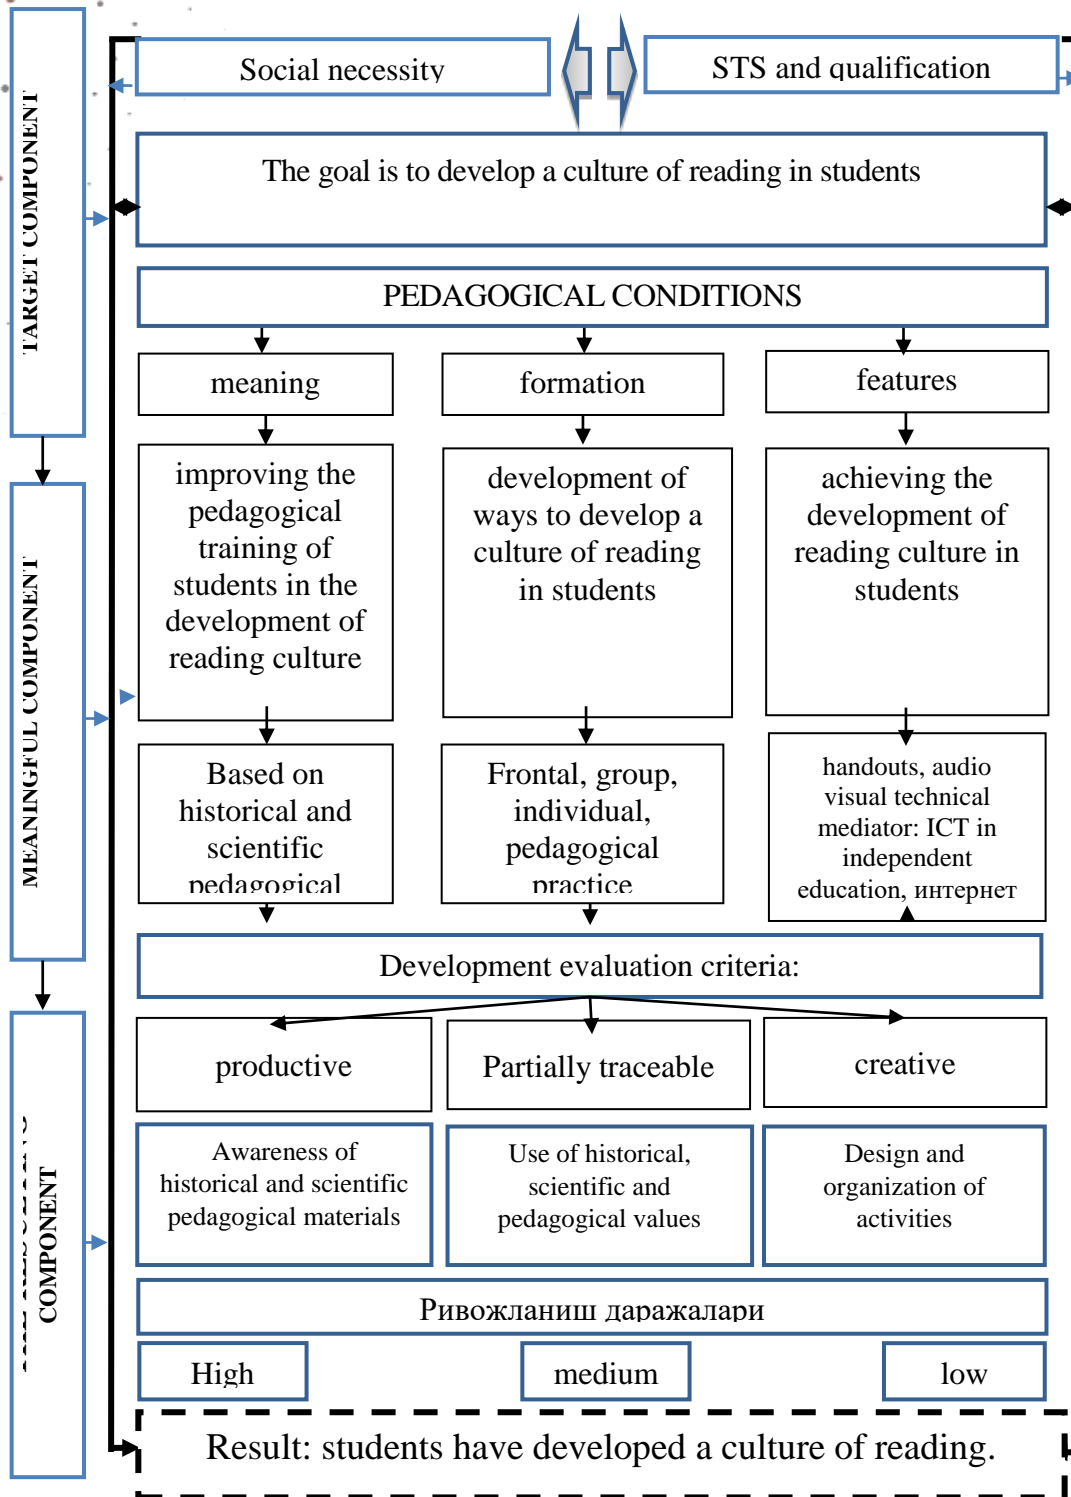 Social necessity
STS and qualification
TARGET COMPONENT
The goal is to develop a culture of reading in students
PEDAGOGICAL CONDITIONS
meaning
formation
features
improving the
pedagogical
training of
students in the
development of
reading culture
development of
ways to develop a
culture of reading
in students
achieving the
development of
reading culture in
students
MEANINGFUL COMPONENT
Based on
historical and
scientific
pedagogical
Frontal, group,
individual,
pedagogical
practice
handouts, audio
visual technical
mediator: ICT in
independent
education, интернет
Development evaluation criteria:
productive
Partially traceable
creative
COMPONENT
Awareness of
historical and scientific
pedagogical materials
Use of historical,
scientific and
pedagogical values
Design and
organization of
activities
Ривожланиш даражалари
High
medium
low
Result: students have developed a culture of reading.